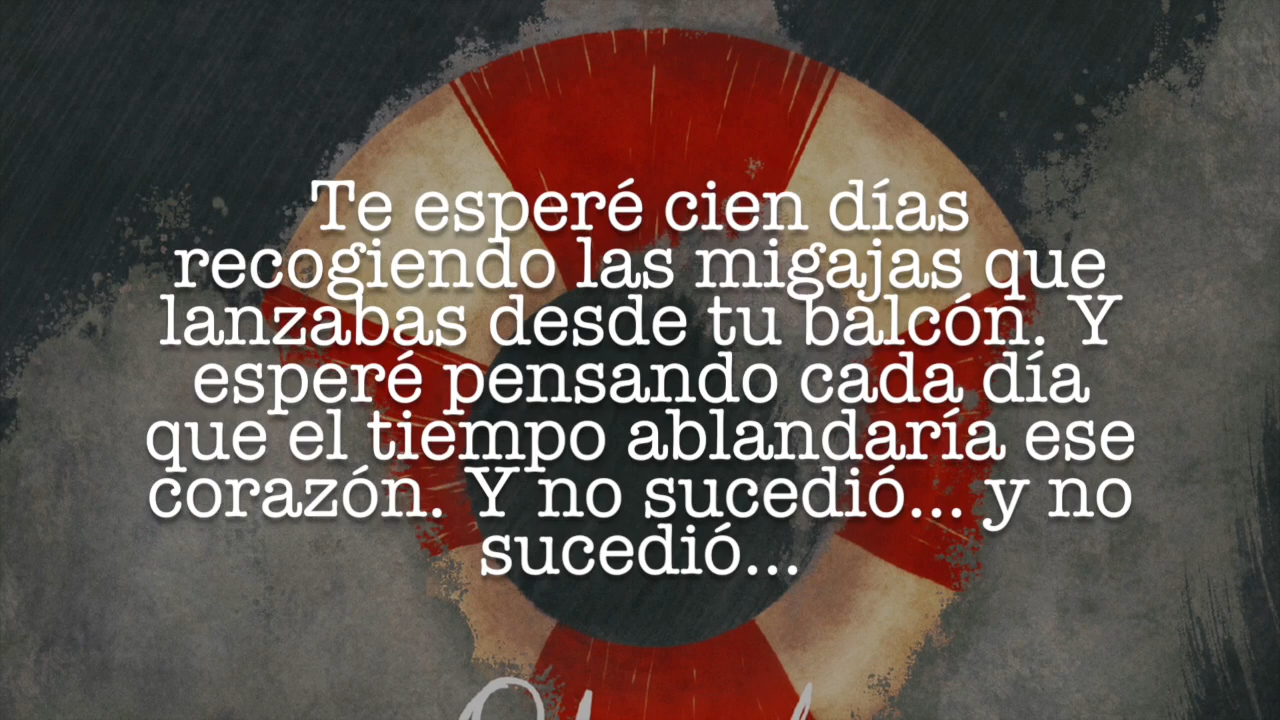 Te esperé cien días
recogiendo las migajas que
lanzabas desde tu balcón. Y
esperé pensando cada día
que el tiempo ablandaría ese
corazón. Y no sucedió... y no
sucedió...